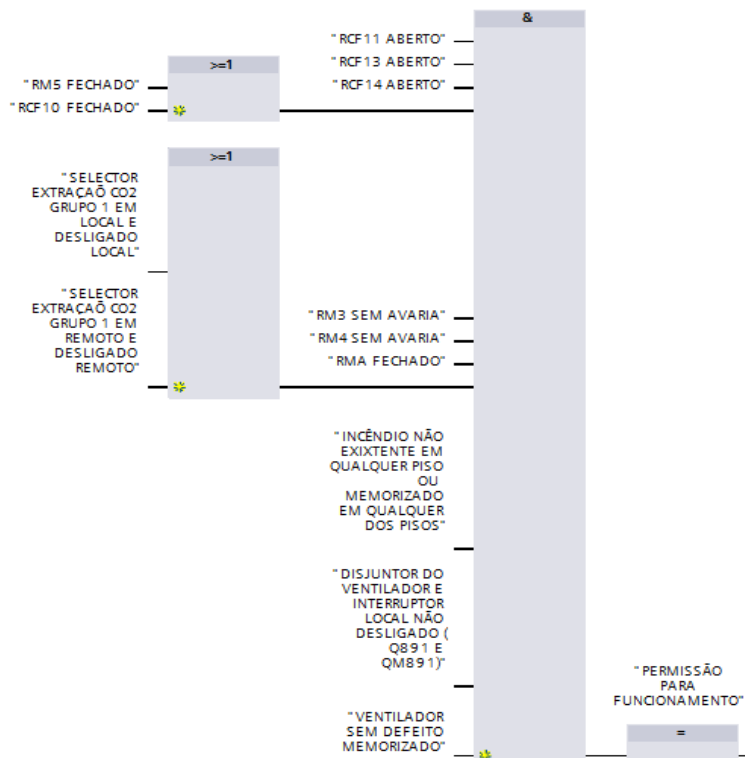 &
"RCF11 ABERTO"
"RCF13 ABERTO"
"RCF14 ABERTO"
>=1
"RM5 FECHADO"
"RCF10 FECHADO"
>=1
"SELECTOR
EXTRAÇAÕ CO2
GRUPO 1 EM
LOCAL E
DESLIGADO
LOCAL"
"SELECTOR
EXTRAÇAÕ CO2
GRUPO 1 EM
REMOTO E
DESLIGADO
REMOTO"
"RM3 SEM AVARIA"
"RM4 SEM AVARIA"
"RMA FECHADO"
"INCÊNDIO NÃO
EXIXTENTE EM
QUALQUER PISO
OU
MEMORIZADO
EM QUALQUER
DOS PISOS"
"DISJUNTOR DO
VENTILADOR E
INTERRUPTOR
LOCAL NÃO
DESLIGADO (
Q891 E
QM891)"
"VENTILADOR
SEM DEFEITO
MEMORIZADO"
"PERMISSÃO
PARA
FUNCIONAMENTO"
=